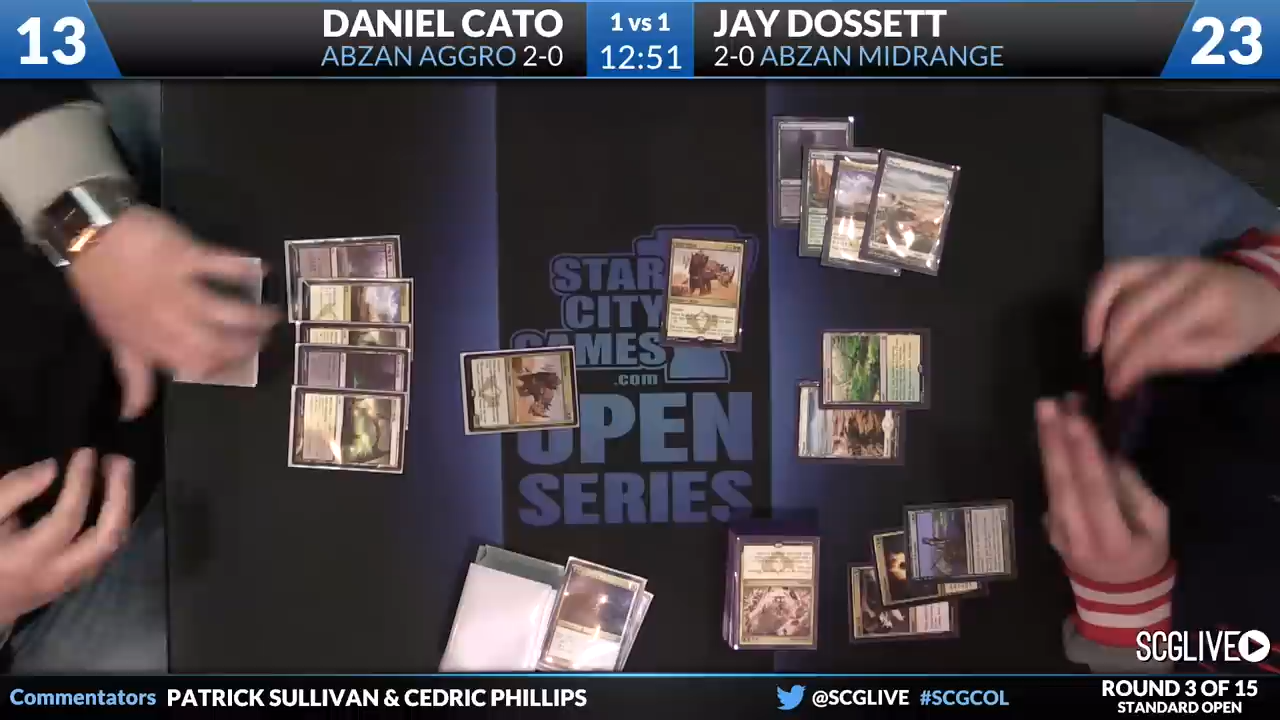 13
DANIEL CATO
ABZAN AGGRO 2-0
1 vs 1
12:51
JAY DOSSETT
2-0 ABZAN MIDRANGE
23
STAR
CITY
GAMES
.com
OPEN
SERIES
SCGLIVE
Commentators PATRICK SULLIVAN & CEDRIC PHILLIPS
@SCGLIVE #SCGCOL
ROUND 3 OF 15
STANDARD OPEN